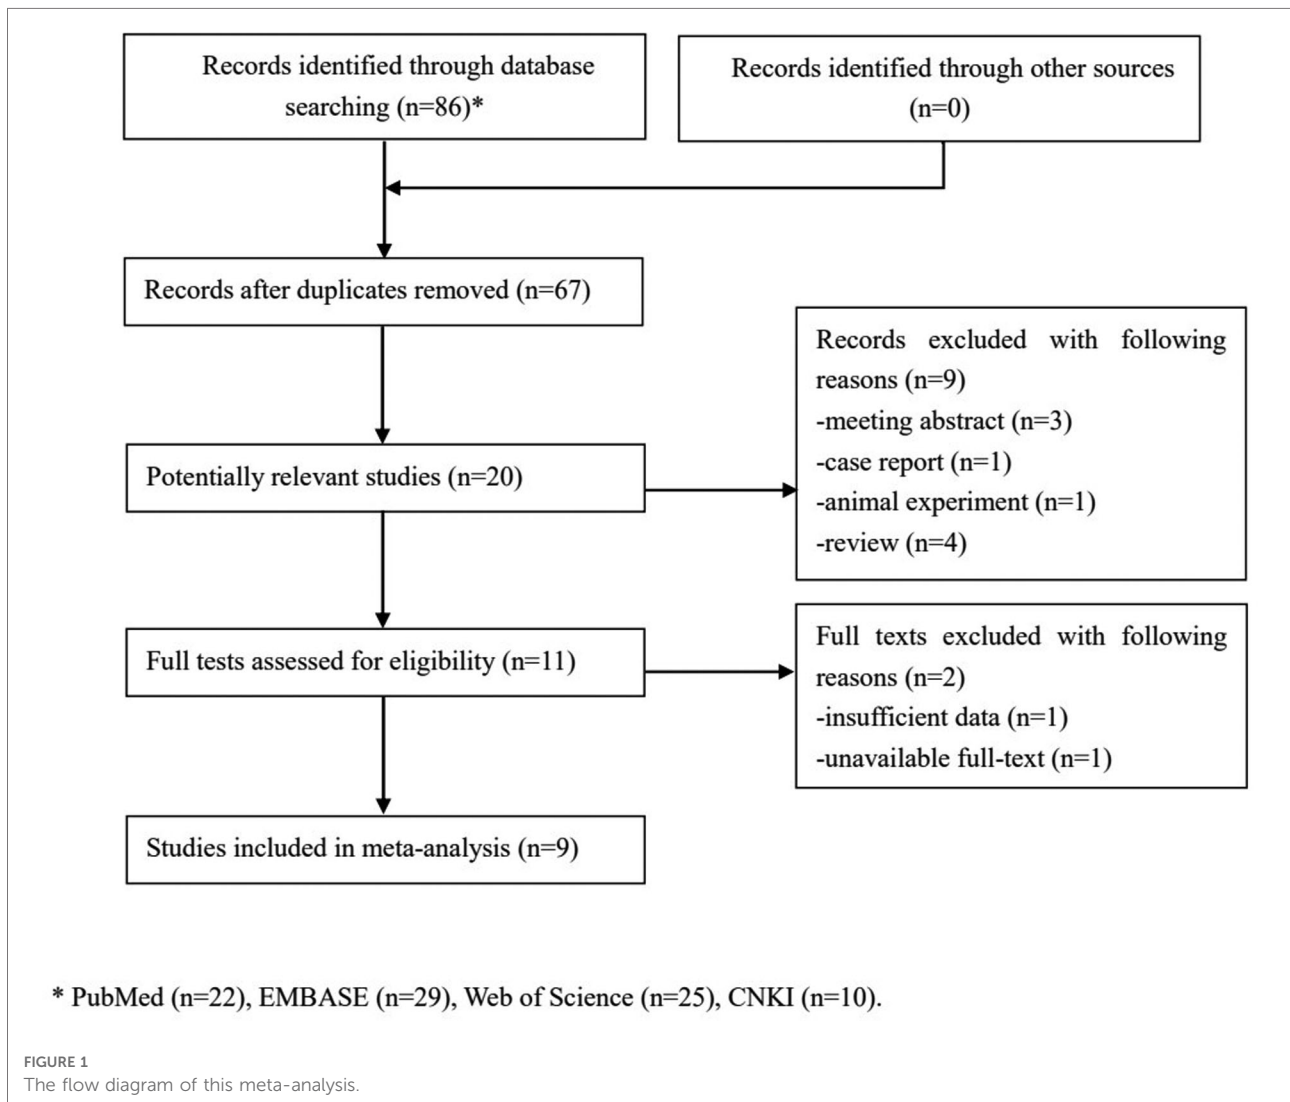 Records identified through database
searching (n=86)*
Records identified through other sources
(n=0)
Records after duplicates removed (n=67)
Records excluded with following
reasons (n=9)
-meeting abstract (n=3)
-case report (n=1)
-animal experiment (n=1)
-review (n=4)
Potentially relevant studies (n=20)
Full tests assessed for eligibility (n=11)
Full texts excluded with following
reasons (n=2)
-insufficient data (n=1)
-unavailable full-text (n=1)
Studies included in meta-analysis (n=9)
* PubMed (n=22), EMBASE (n=29), Web of Science (n=25), CNKI (n=10).
FIGURE 1
The flow diagram of this meta-analysis.